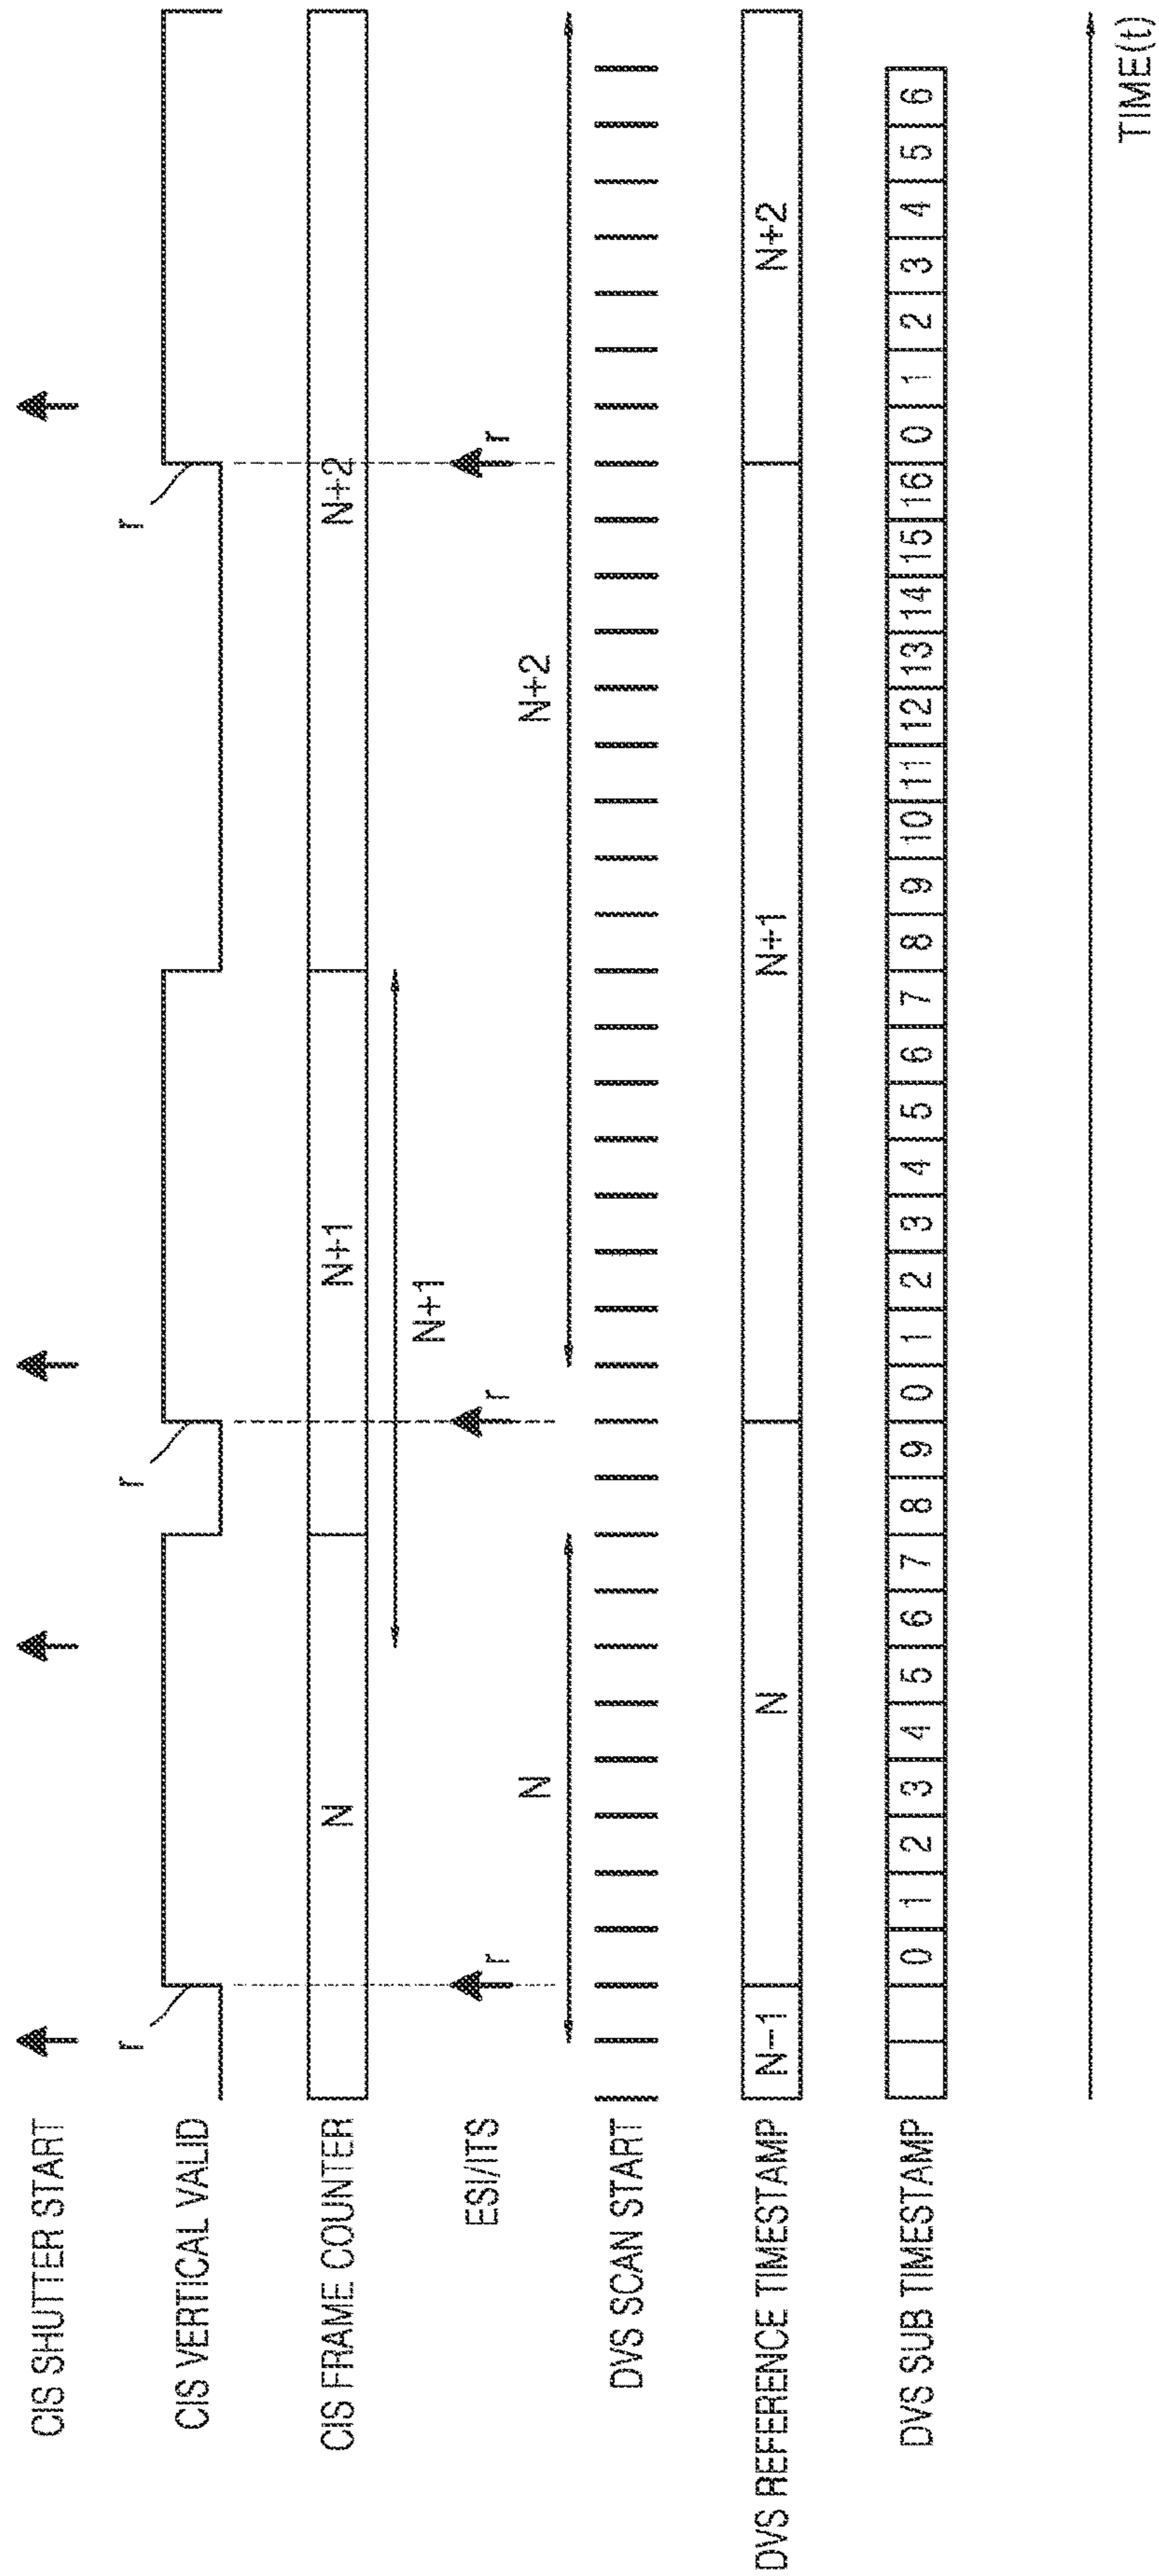 CIS SHUTTER START
CIS VERTICAL VALID
r
r
r
CIS FRAME COUNTER
N
N+1
N+2
N+1
ESI/ITS
r
r
r
N
N+2
DVS SCAN START
DVS REFERENCE TIMESTAMP
N-1
N
N+1
N+2
DVS SUB TIMESTAMP
0 1 2 3 4 5 6 7 8 9 0 1 2 3 4 5 6 7 8 9 10 11 12 13 14 15 16 0 1 2 3 4 5 6
TIME(t)